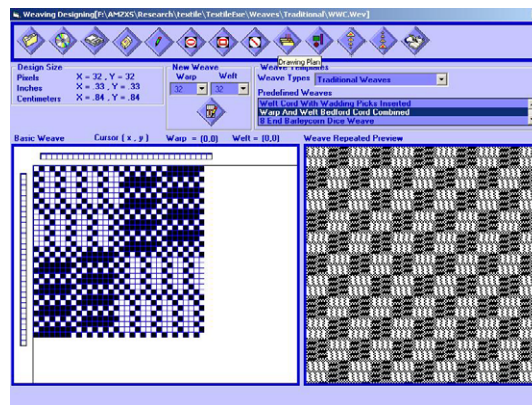 Weaving Designing[F:\AM2XS\Research\textile\TextileExe\Weaves\Traditional\WWC.Wev]
Drawing Plan
Design Size
Pixels X = 32 , Y = 32
Inches X = .33 , Y = .33
Centimeters X = .84 , Y = .84
New Weave
Warp Weft
32 32
Weave Templates
Weave Types Traditional Weaves
Predefined Weaves
Weft Cord With Wadding Picks Inserted
Warp And Weft Bedford Cord Combined
8 End Barleycorn Dice Weave
Basic Weave Cursor ( x , y ) Warp = (0,0) Weft = (0,0) Weave Repeated Preview